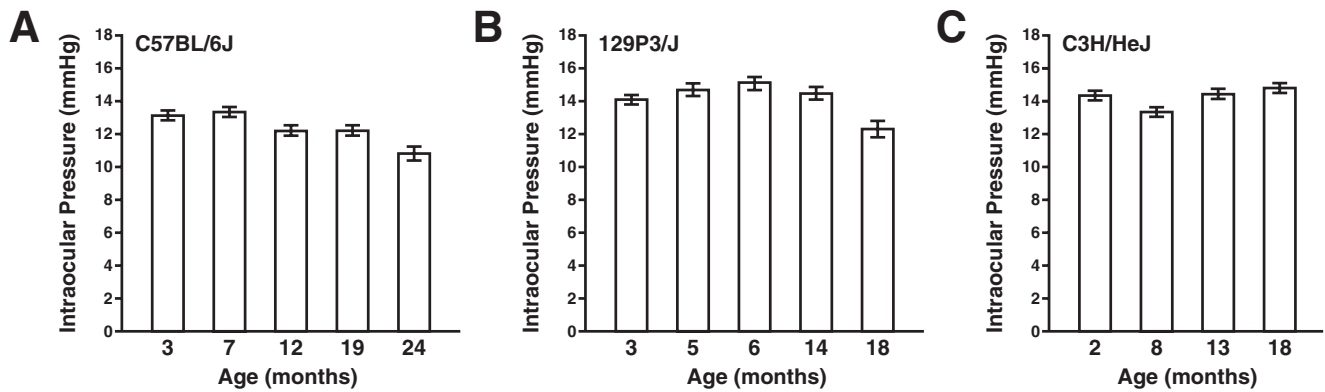 A
C57BL/6J
Intraocular Pressure (mmHg)
18
16
14
12
10
8
6
4
2
0
3 7 12 19 24
Age (months)
B
129P3/J
Intraocular Pressure (mmHg)
18
16
14
12
10
8
6
4
2
0
3 5 6 14 18
Age (months)
C
C3H/HeJ
Intraocular Pressure (mmHg)
18
16
14
12
10
8
6
4
2
0
2 8 13 18
Age (months)